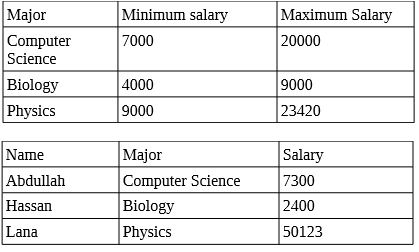 Major Minimum salary Maximum Salary
Computer Science 7000 20000
Biology 4000 9000
Physics 9000 23420
Name Major Salary
Abdullah Computer Science 7300
Hassan Biology 2400
Lana Physics 50123